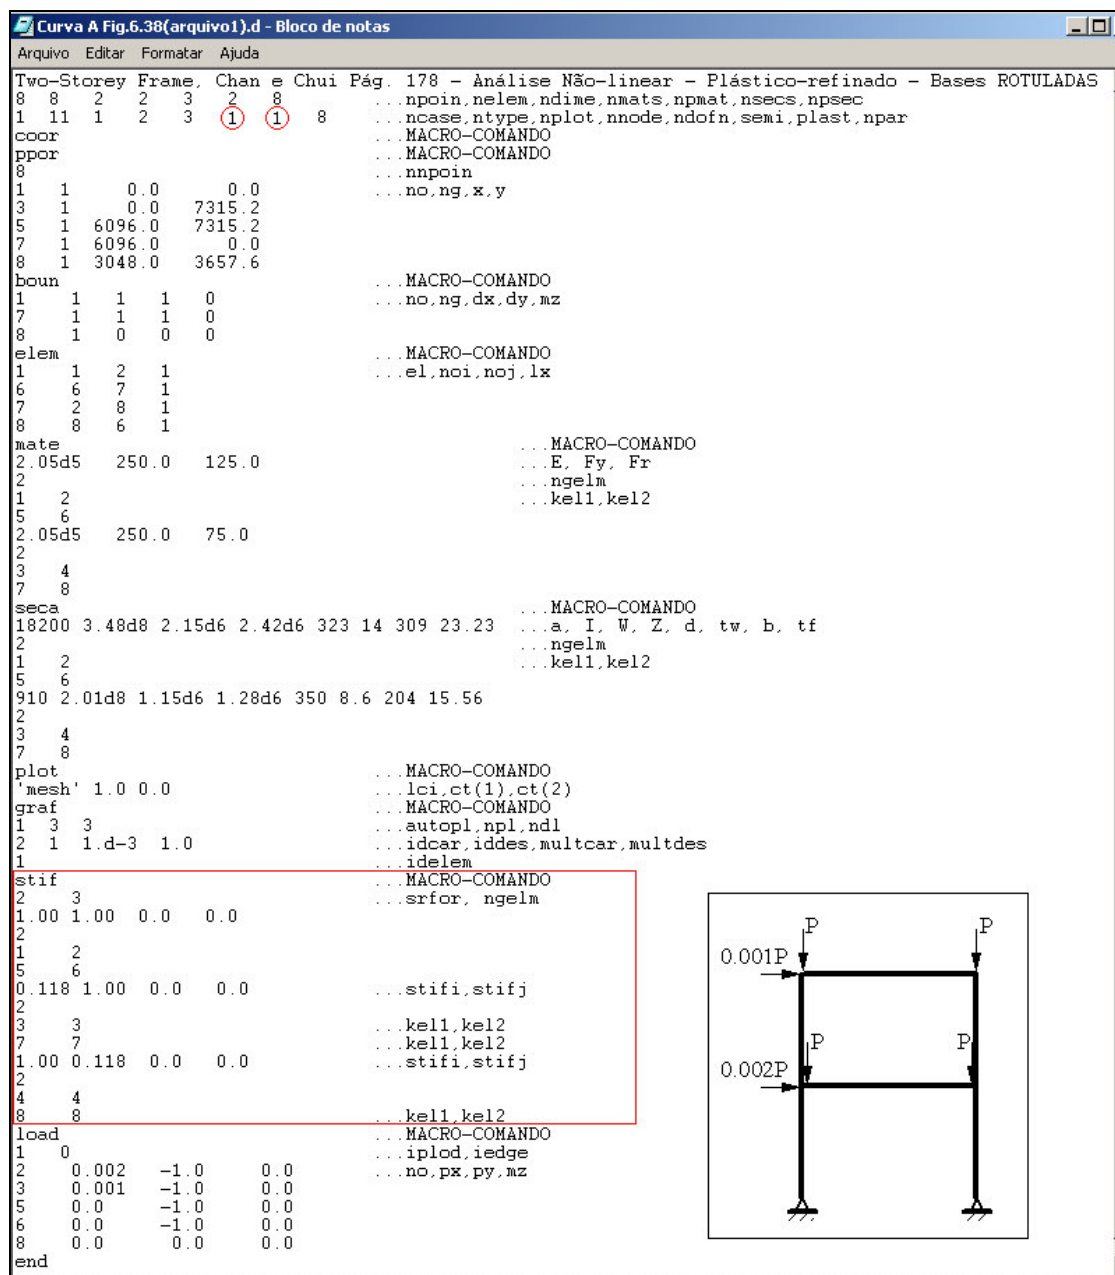 Curva A Fig.6.38(arquivo1).d - Bloco de notas
Arquivo Editar Formatar Ajuda
Two-Storey Frame, Chan e Chui Pág. 178 - Análise Não-linear - Plástico-refinado - Bases ROTULADAS
8 8 2 2 3 2 8 ...npoin,nelem,ndime,nmats,npmat,nsecs,npsec
1 11 1 2 3 1 1 8 ...ncase,ntype,nplot,nnode,ndofn,semi,plast,npar
coor ...MACRO-COMANDO
ppor ...MACRO-COMANDO
8 ...nnpoin
1 1 0.0 0.0 ...no,ng,x,y
3 1 0.0 7315.2
5 1 6096.0 7315.2
7 1 6096.0 0.0
8 1 3048.0 3657.6
boun ...MACRO-COMANDO
1 1 1 1 0 ...no,ng,dx,dy,mz
7 1 1 1 0
8 1 0 0 0
elem ...MACRO-COMANDO
1 1 2 1 ...el,noi,noj,lx
6 6 7 1
7 2 8 1
8 8 6 1
mate ...MACRO-COMANDO
2.05d5 250.0 125.0 ...E, Fy, Fr
2 ...ngelm
1 2 ...kel1,kel2
5 6
2.05d5 250.0 75.0
2
3 4
7 8
seca ...MACRO-COMANDO
18200 3.48d8 2.15d6 2.42d6 323 14 309 23.23 ...a, I, W, Z, d, tw, b, tf
2 ...ngelm
1 2 ...kel1,kel2
5 6
910 2.01d8 1.15d6 1.28d6 350 8.6 204 15.56
2
3 4
7 8
plot ...MACRO-COMANDO
'mesh' 1.0 0.0 ...lci,ct(1),ct(2)
graf ...MACRO-COMANDO
1 3 3 ...autopl,npl,ndl
2 1 1.d-3 1.0 ...idcar,iddes,multcar,multdes
1 ...idelem
stif ...MACRO-COMANDO
2 3 ...srfor, ngelm
1.00 1.00 0.0 0.0
2
1 2
5 6
0.118 1.00 0.0 0.0 ...stifi,stifj
2
3 3 ...kel1,kel2
7 7 ...kel1,kel2
1.00 0.118 0.0 0.0 ...stifi,stifj
2
4 4
8 8 ...kel1,kel2
load ...MACRO-COMANDO
1 0 ...iplod,iedge
2 0.002 -1.0 0.0 ...no,px,py,mz
3 0.001 -1.0 0.0
5 0.0 -1.0 0.0
6 0.0 -1.0 0.0
8 0.0 0.0 0.0
end
P P
0.001P
P P
0.002P